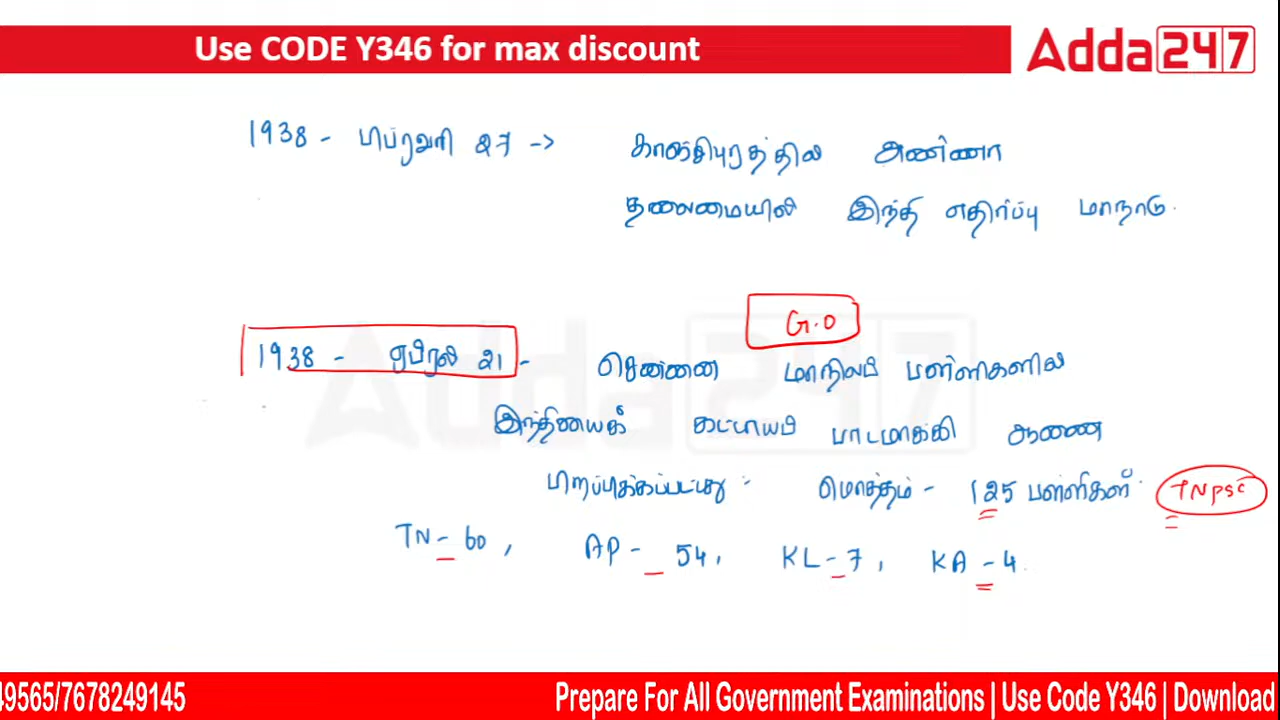 Use CODE Y346 for max discount
Adda247
1938 - பிப்ரவரி 27 -> காஞ்சிபுரத்தில் அண்ணா
தலைமையில் இந்தி எதிர்ப்பு மாநாடு.
G.O
1938 - ஏப்ரல் 21 - சென்னை மாநிலப் பள்ளிகளில்
இந்தியைக் கட்டாயப் பாடமாக்கி ஆணை
பிறப்பிக்கப்பட்டது. மொத்தம் - 125 பள்ளிகள். TNPSC
TN - 60, AP - 54, KL - 7, KA - 4.
Adda247
49565/7678249145 Prepare For All Government Examinations | Use Code Y346 | Download